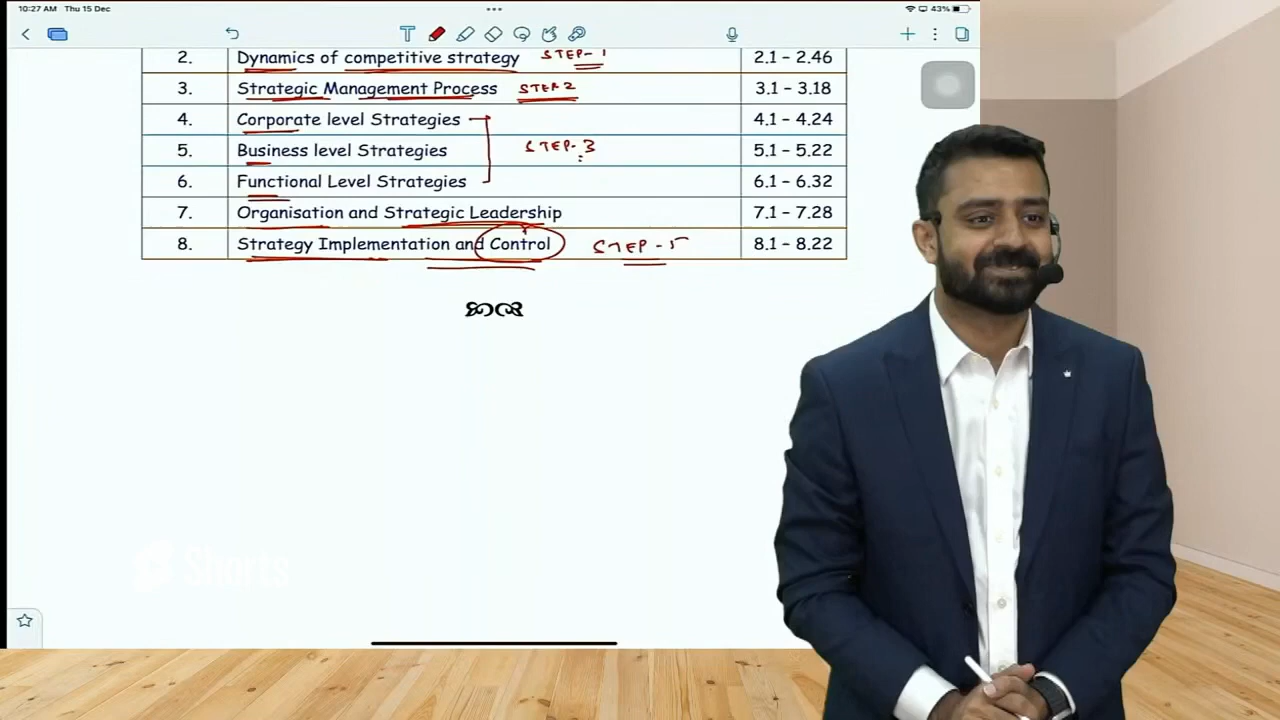 10:27 AM Thu 15 Dec
43%
2. Dynamics of competitive strategy STEP-1 2.1 – 2.46
3. Strategic Management Process STEP 2 3.1 – 3.18
4. Corporate level Strategies 4.1 – 4.24
5. Business level Strategies STEP-3 5.1 – 5.22
6. Functional Level Strategies 6.1 – 6.32
7. Organisation and Strategic Leadership 7.1 – 7.28
8. Strategy Implementation and Control STEP-5 8.1 – 8.22
Shorts